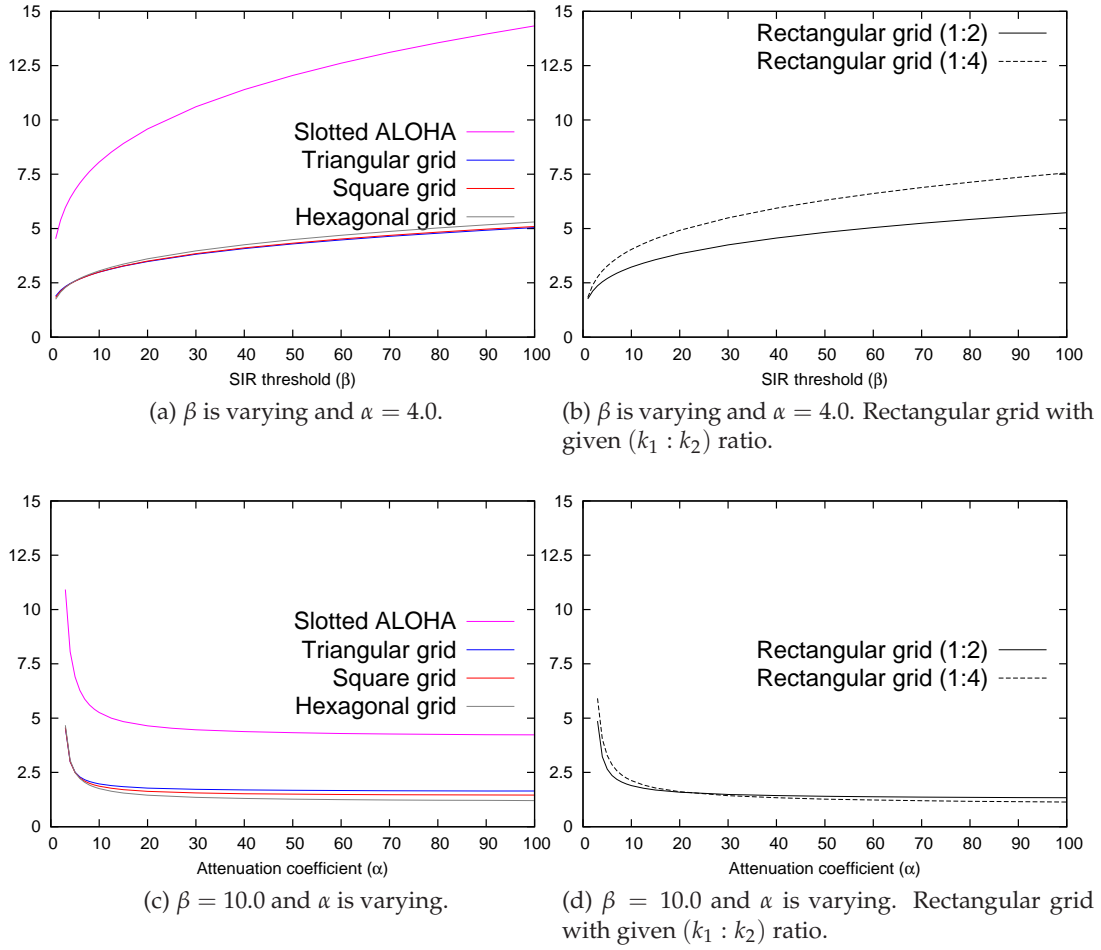 15
12.5
10
7.5
5
2.5
0
Slotted ALOHA
Triangular grid
Square grid
Hexagonal grid
0 10 20 30 40 50 60 70 80 90 100
SIR threshold (β)
(a) β is varying and α = 4.0.
15
12.5
10
7.5
5
2.5
0
Rectangular grid (1:2)
Rectangular grid (1:4)
0 10 20 30 40 50 60 70 80 90 100
SIR threshold (β)
(b) β is varying and α = 4.0. Rectangular grid with
given (k₁ : k₂) ratio.
15
12.5
10
7.5
5
2.5
0
Slotted ALOHA
Triangular grid
Square grid
Hexagonal grid
0 10 20 30 40 50 60 70 80 90 100
Attenuation coefficient (α)
(c) β = 10.0 and α is varying.
15
12.5
10
7.5
5
2.5
0
Rectangular grid (1:2)
Rectangular grid (1:4)
0 10 20 30 40 50 60 70 80 90 100
Attenuation coefficient (α)
(d) β = 10.0 and α is varying. Rectangular grid
with given (k₁ : k₂) ratio.